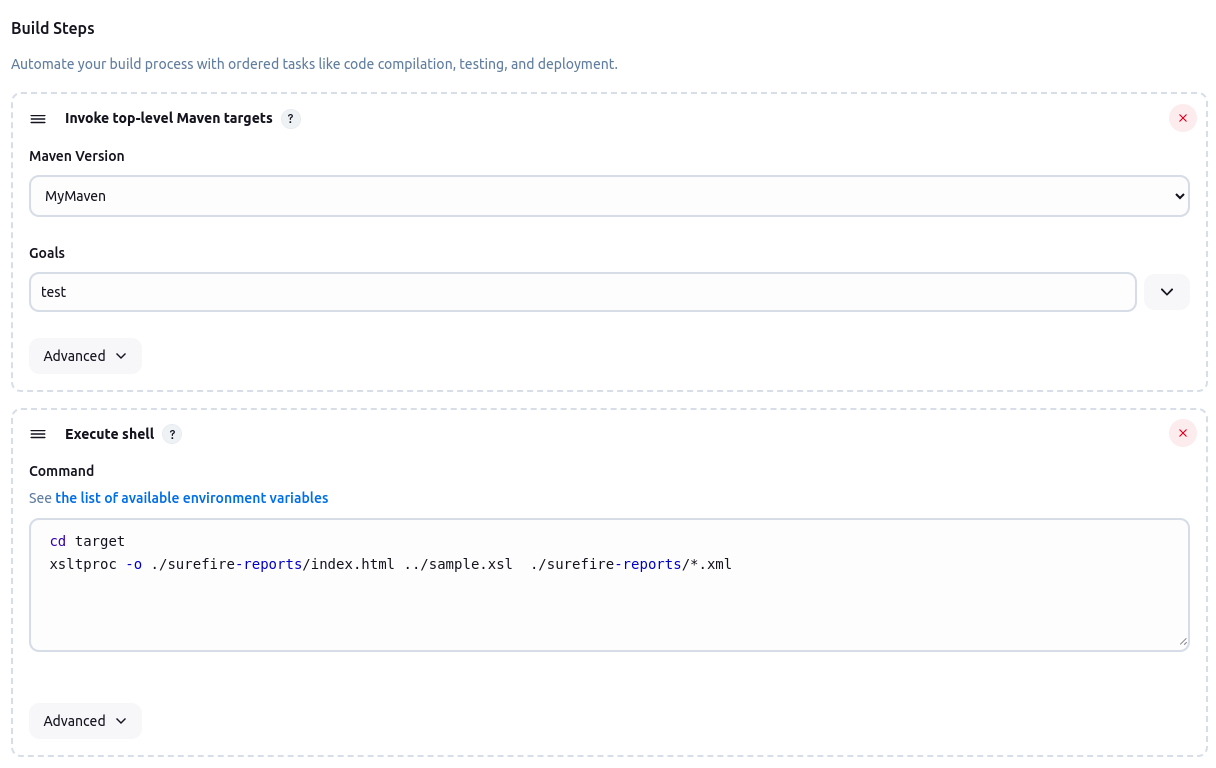 Build Steps
Automate your build process with ordered tasks like code compilation, testing, and deployment.
Invoke top-level Maven targets ?
Maven Version
MyMaven
Goals
test
Advanced
Execute shell ?
Command
See the list of available environment variables
cd target
xsltproc -o ./surefire-reports/index.html ../sample.xsl  ./surefire-reports/*.xml
Advanced